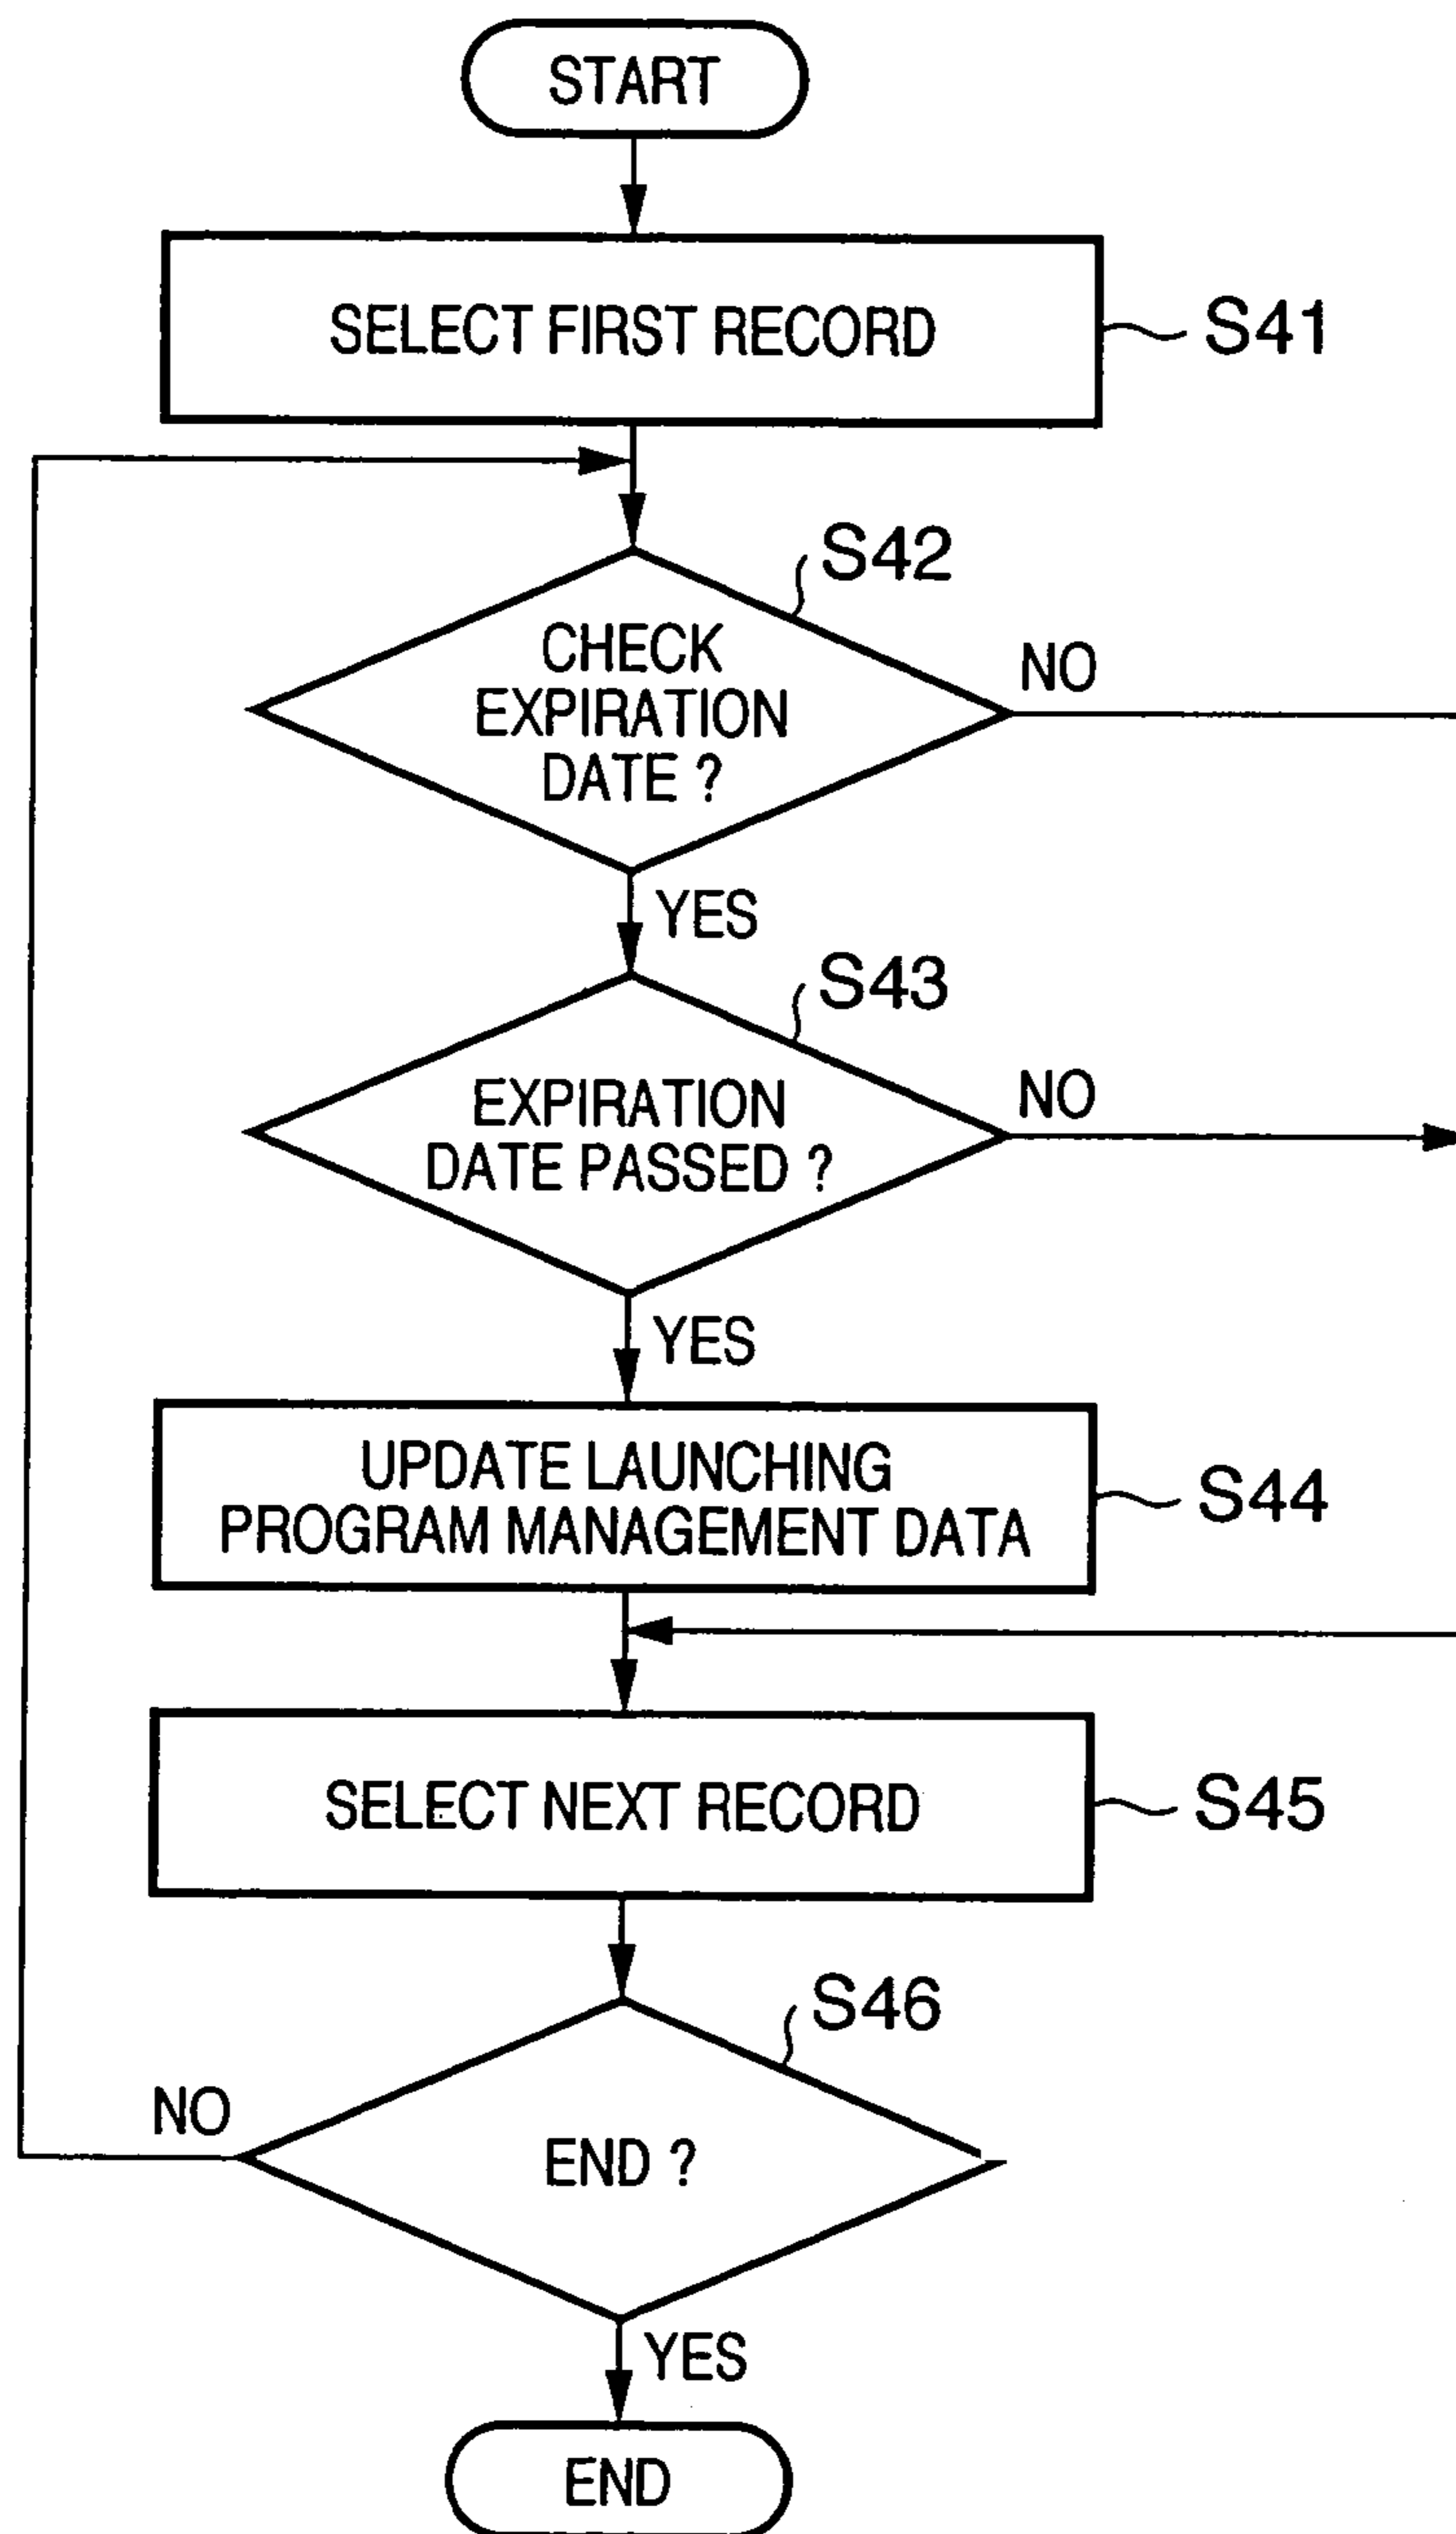 START
SELECT FIRST RECORD
S41
S42
CHECK
EXPIRATION
DATE ?
NO
YES
S43
EXPIRATION
DATE PASSED ?
NO
YES
UPDATE LAUNCHING
PROGRAM MANAGEMENT DATA
S44
SELECT NEXT RECORD
S45
S46
NO
END ?
YES
END